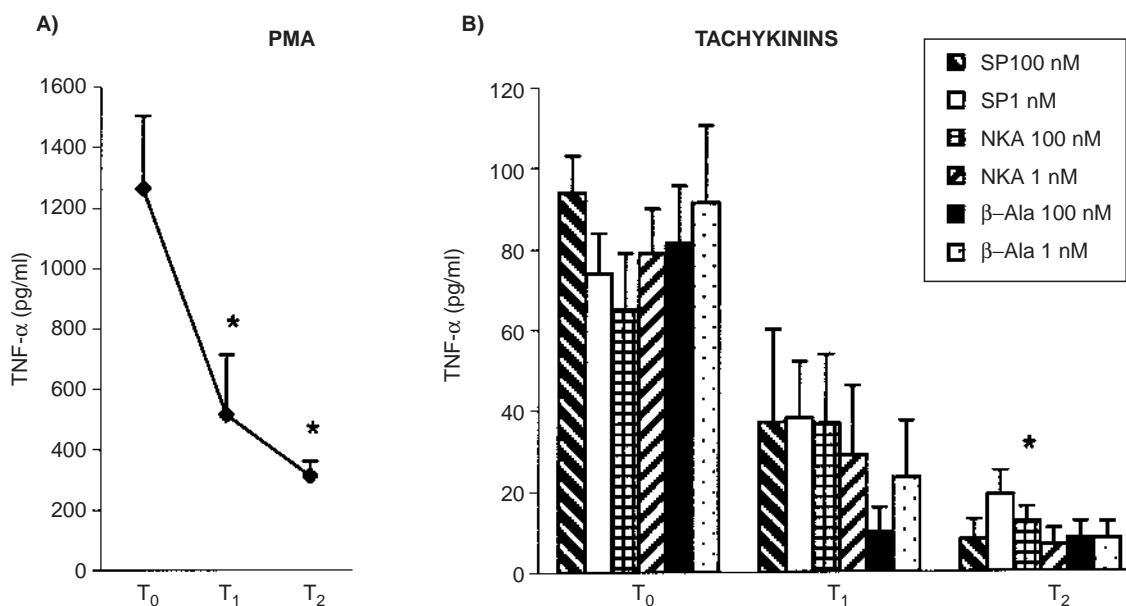 A)
PMA
TNF-α (pg/ml)
1600
1400
1200
1000
800
600
400
200
0
*
*
T0
T1
T2
B)
TACHYKININS
TNF-α (pg/ml)
120
100
80
60
40
20
0
*
T0
T1
T2
SP100 nM
SP1 nM
NKA 100 nM
NKA 1 nM
β–Ala 100 nM
β–Ala 1 nM